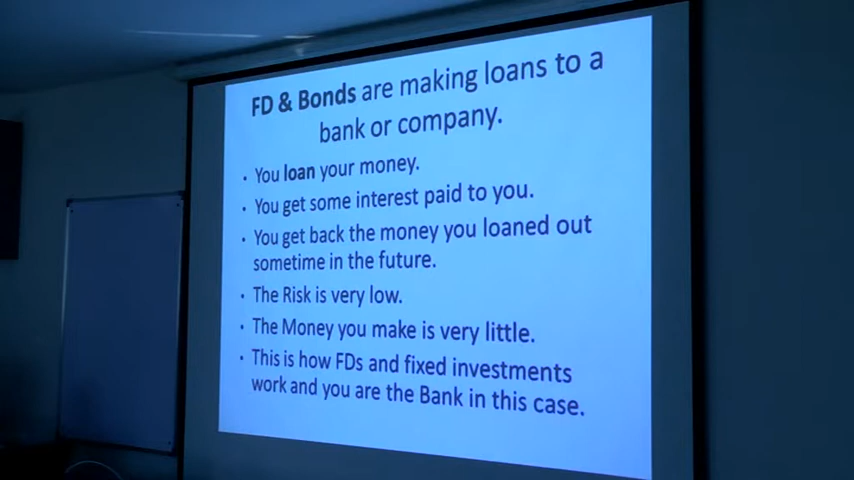 FD & Bonds are making loans to a
bank or company.
• You loan your money.
• You get some interest paid to you.
• You get back the money you loaned out
sometime in the future.
• The Risk is very low.
• The Money you make is very little.
• This is how FDs and fixed investments
work and you are the Bank in this case.